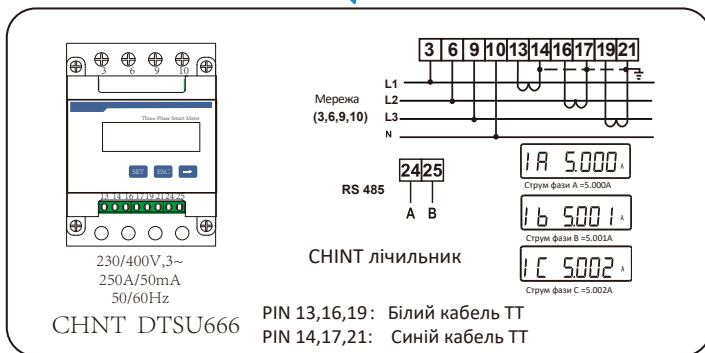 3 6 9 10
Three-Phase Smart Meter
SET ESC
13 14 16 17 19 21 24 25
230/400V,3~
250A/50mA
50/60Hz
CHNT DTSU666
3 6 9 10 13 14 16 17 19 21
Мережа
(3,6,9,10)
L1
L2
L3
N
RS 485
24 25
A B
CHINT лічильник
IA 5.000 A
Струм фази A =5.000A
Ib 5.001 A
Струм фази B =5.001A
IC 5.002 A
Струм фази C =5.002A
PIN 13,16,19: Білий кабель ТТ
PIN 14,17,21: Синій кабель ТТ